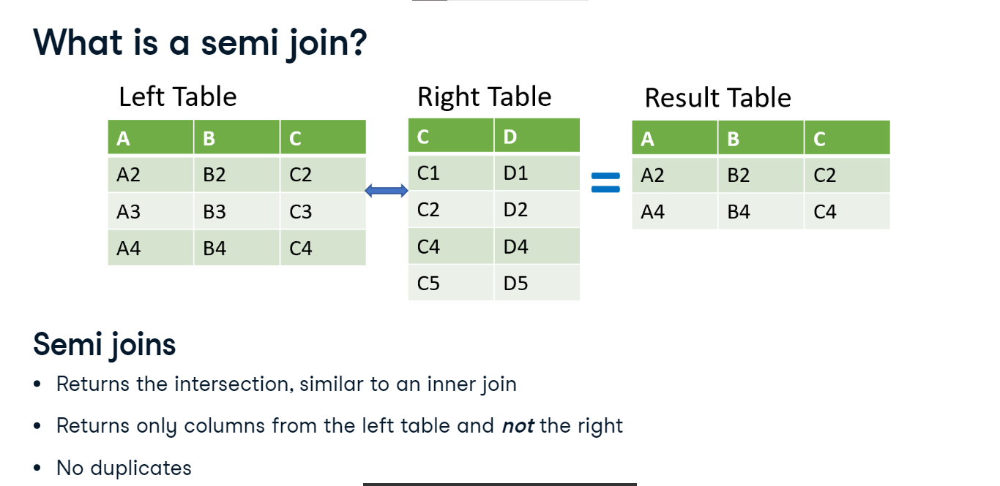 What is a semi join?
Left Table
A B C
A2 B2 C2
A3 B3 C3
A4 B4 C4
Right Table
C D
C1 D1
C2 D2
C4 D4
C5 D5
Result Table
A B C
A2 B2 C2
A4 B4 C4
Semi joins
• Returns the intersection, similar to an inner join
• Returns only columns from the left table and not the right
• No duplicates